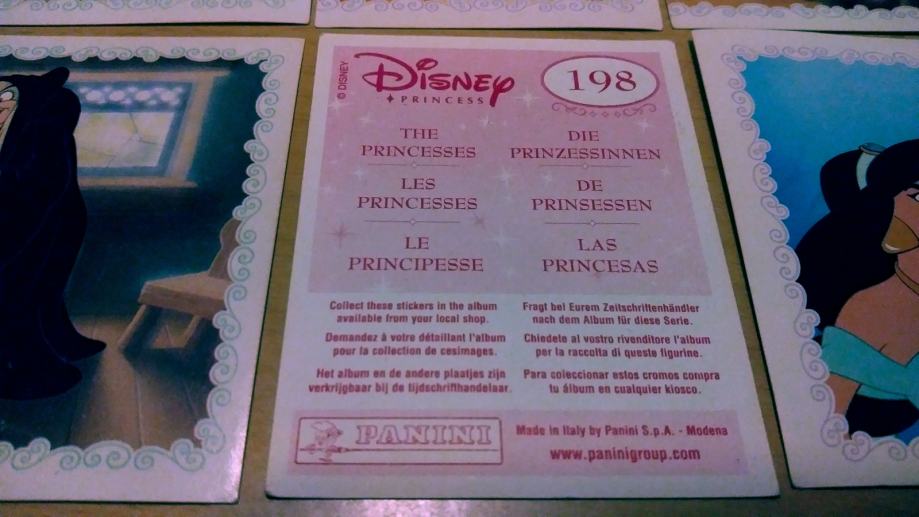 © DISNEY
DISNEY
PRINCESS
198
THE
PRINCESSES
DIE
PRINZESSINNEN
LES
PRINCESSES
DE
PRINSESSEN
LE
PRINCIPESSE
LAS
PRINCESAS
Collect these stickers in the album
available from your local shop.
Fragt bei Eurem Zeitschriftenhändler
nach dem Album für diese Serie.
Demandez à votre détaillant l'album
pour la collection de cesimages.
Chiedete al vostro rivenditore l'album
per la raccolta di queste figurine.
Het album en de andere plaatjes zijn
verkrijgbaar bij de tijdschrifthandelaar.
Para coleccionar estos cromos compra
tu álbum en cualquier kiosco.
PANINI
Made in Italy by Panini S.p.A. - Modena
www.paninigroup.com